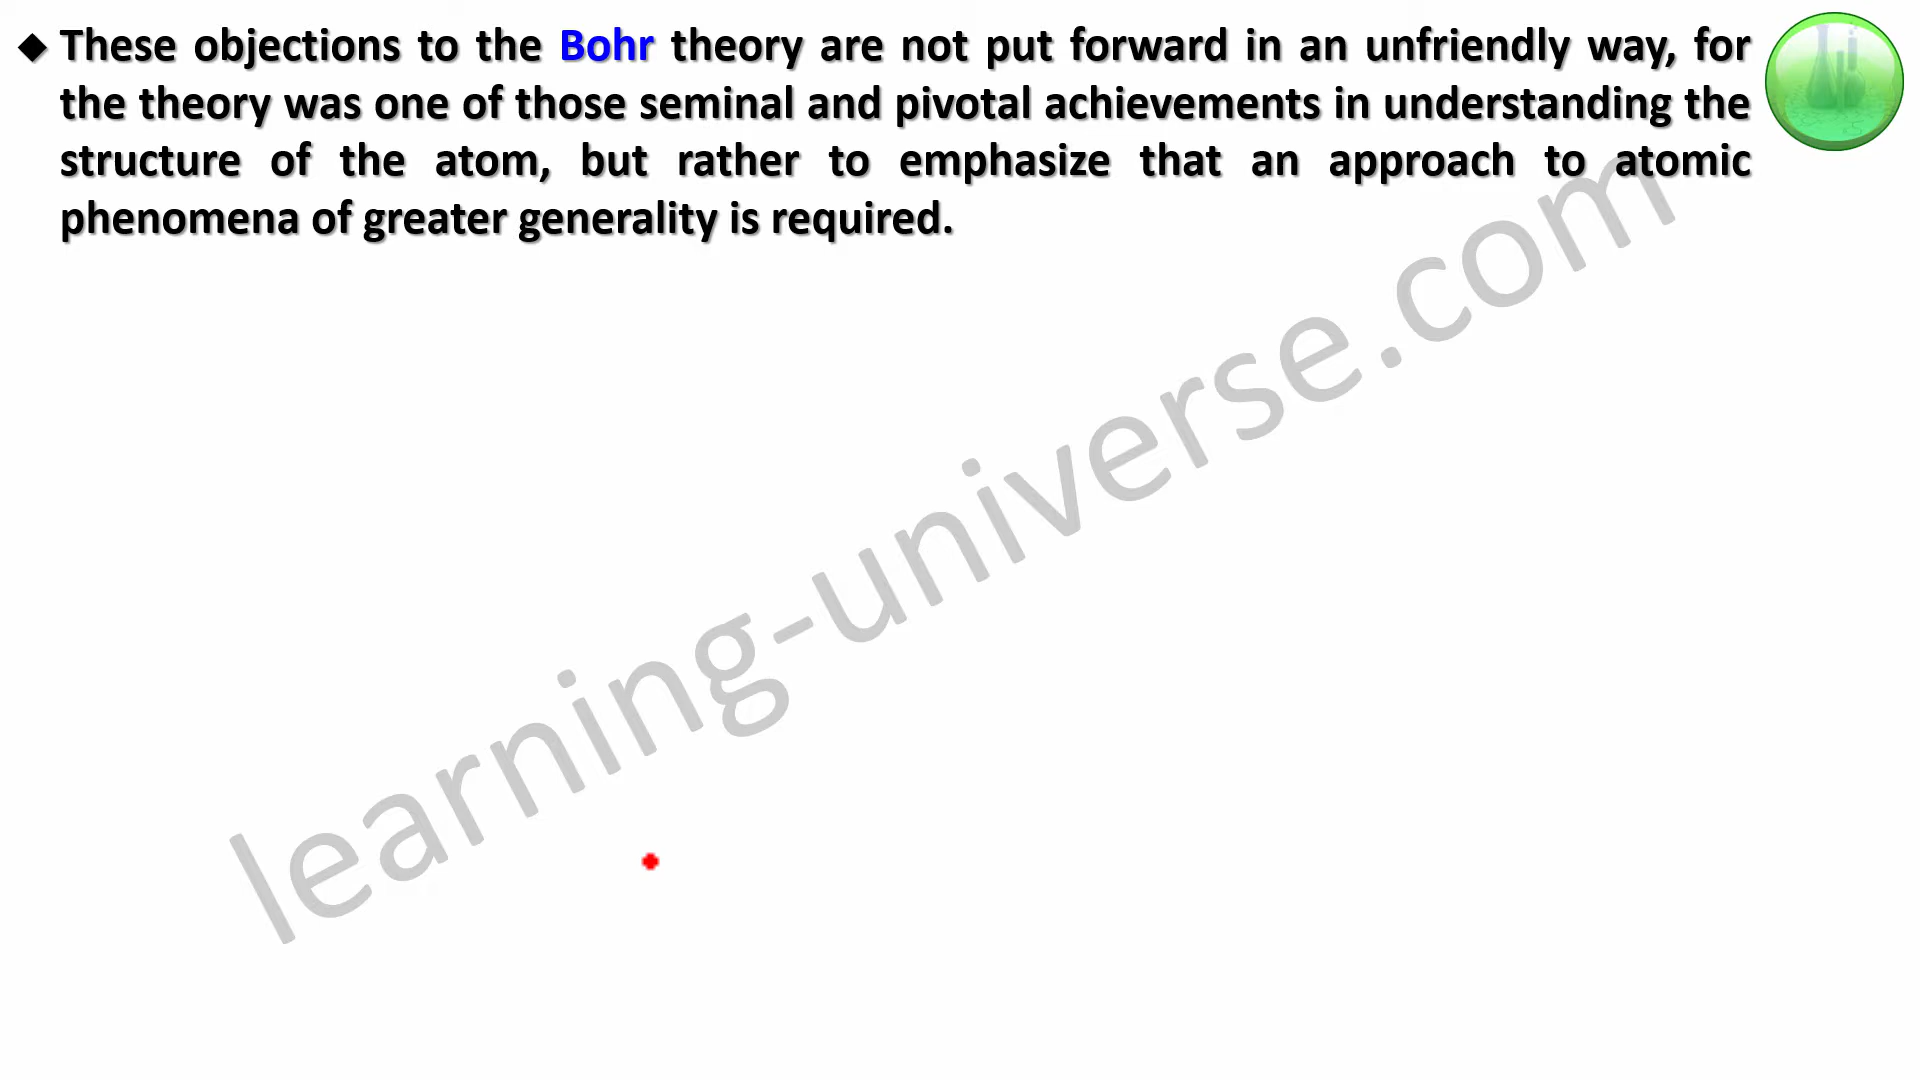 ◆ These objections to the Bohr theory are not put forward in an unfriendly way, for
the theory was one of those seminal and pivotal achievements in understanding the
structure of the atom, but rather to emphasize that an approach to atomic
phenomena of greater generality is required.
learning-universe.com